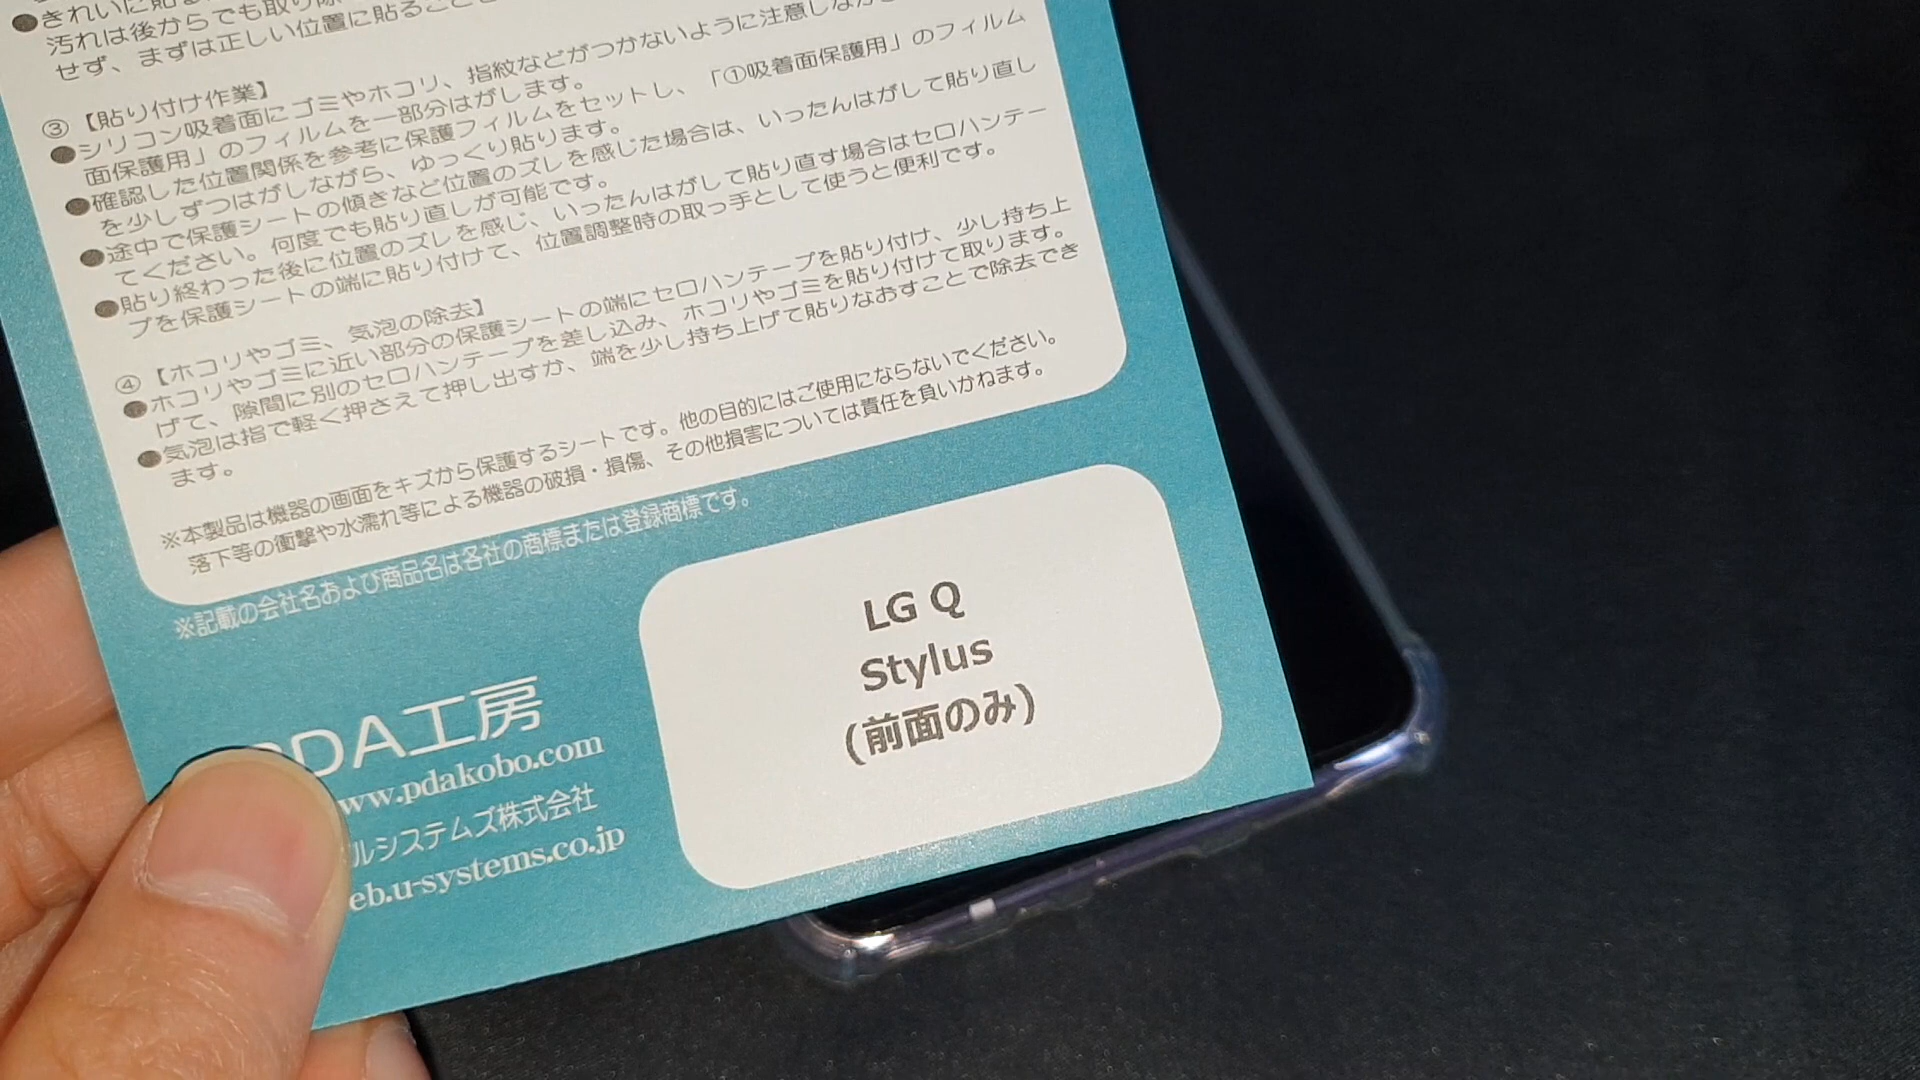 ●きれいに貼る
汚れは後からでも取り除
せず、まずは正しい位置に貼ること
③【貼り付け作業】
●シリコン吸着面にゴミやホコリ、指紋などがつかないように注意しなが
面保護用」のフィルムを一部分はがします。
●確認した位置関係を参考に保護フィルムをセットし、「①吸着面保護用」のフィルム
を少しずつはがしながら、ゆっくり貼ります。
●途中で保護シートの傾きなど位置のズレを感じた場合は、いったんはがして貼り直し
てください。何度でも貼り直しが可能です。
●貼り終わった後に位置のズレを感じ、いったんはがして貼り直す場合はセロハンテー
プを保護シートの端に貼り付けて、位置調整時の取っ手として使うと便利です。
④【ホコリやゴミ、気泡の除去】
●ホコリやゴミに近い部分の保護シートの端にセロハンテープを貼り付け、少し持ち上
げて、隙間に別のセロハンテープを差し込み、ホコリやゴミを貼り付けて取ります。
●気泡は指で軽く押さえて押し出すか、端を少し持ち上げて貼りなおすことで除去でき
ます。
※本製品は機器の画面をキズから保護するシートです。他の目的にはご使用にならないでください。
落下等の衝撃や水濡れ等による機器の破損・損傷、その他損害については責任を負いかねます。
※記載の会社名および商品名は各社の商標または登録商標です。
PDA工房
ww.pdakobo.com
ルシステムズ株式会社
eb.u-systems.co.jp
LG Q
Stylus
(前面のみ)